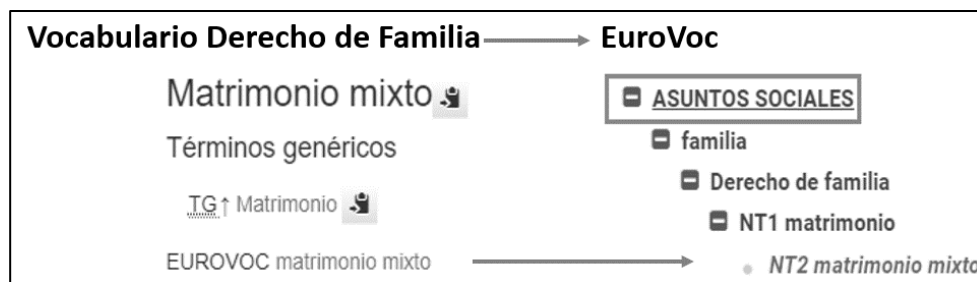 Vocabulario Derecho de Familia
Matrimonio mixto
Términos genéricos
TG↑ Matrimonio
EUROVOC matrimonio mixto
EuroVoc
ASUNTOS SOCIALES
familia
Derecho de familia
NT1 matrimonio
NT2 matrimonio mixto